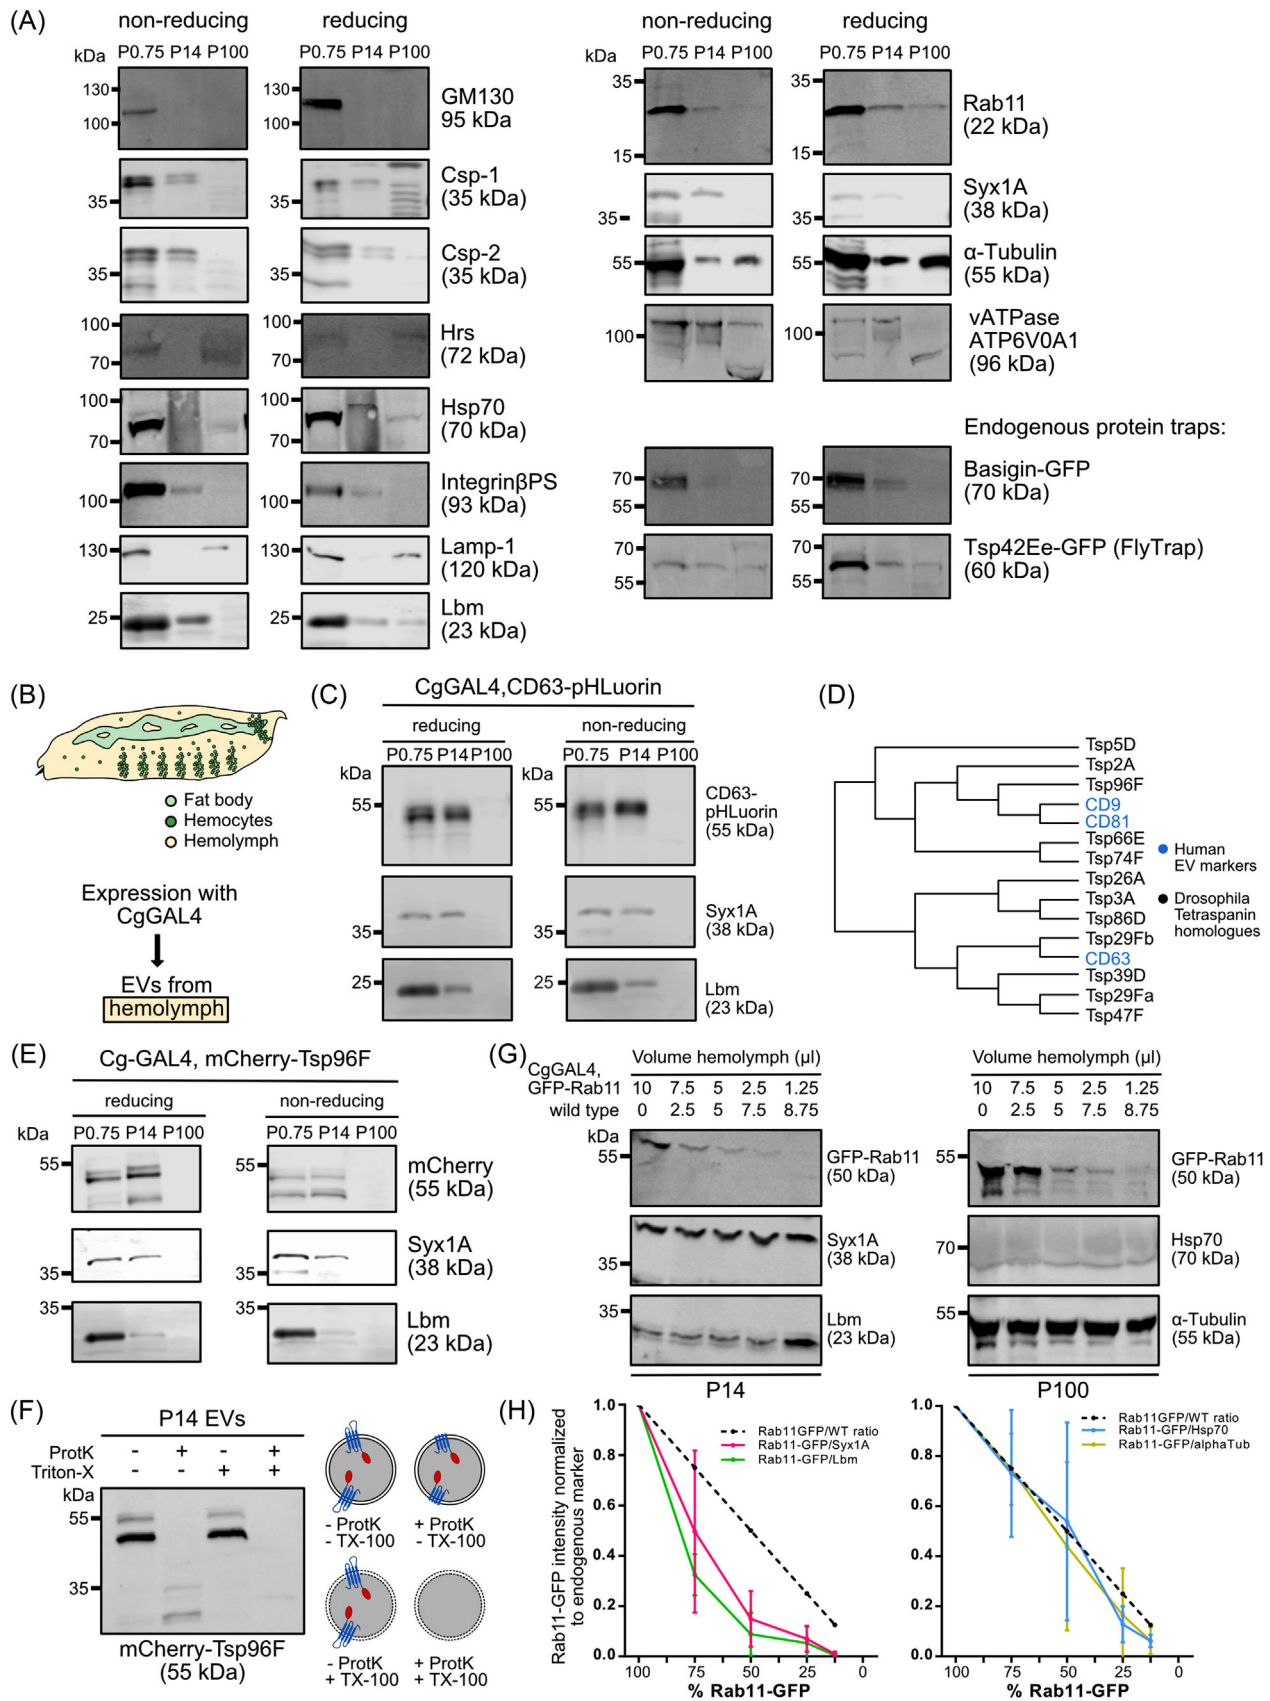 (A)
non-reducing
reducing
kDa P0.75 P14 P100
P0.75 P14 P100
130
100
130
100
GM130
95 kDa
35
35
Csp-1
(35 kDa)
35
35
Csp-2
(35 kDa)
100
70
100
70
Hrs
(72 kDa)
100
70
100
70
Hsp70
(70 kDa)
100
100
IntegrinβPS
(93 kDa)
130
130
Lamp-1
(120 kDa)
25
25
Lbm
(23 kDa)
non-reducing
reducing
kDa P0.75 P14 P100
P0.75 P14 P100
35
15
35
15
Rab11
(22 kDa)
35
35
Syx1A
(38 kDa)
55
55
α-Tubulin
(55 kDa)
100
100
vATPase
ATP6V0A1
(96 kDa)
Endogenous protein traps:
70
55
70
55
Basigin-GFP
(70 kDa)
70
55
70
55
Tsp42Ee-GFP (FlyTrap)
(60 kDa)
(B)
Fat body
Hemocytes
Hemolymph
Expression with
CgGAL4
EVs from
hemolymph
(C)
CgGAL4,CD63-pHLuorin
reducing
non-reducing
P0.75 P14 P100
P0.75 P14 P100
kDa
kDa
55
55
CD63-
pHLuorin
(55 kDa)
35
35
Syx1A
(38 kDa)
25
25
Lbm
(23 kDa)
(D)
Tsp5D
Tsp2A
Tsp96F
CD9
CD81
Tsp66E
Tsp74F
Tsp26A
Tsp3A
Tsp86D
Tsp29Fb
CD63
Tsp39D
Tsp29Fa
Tsp47F
Human
EV markers
Drosophila
Tetraspanin
homologues
(E)
Cg-GAL4, mCherry-Tsp96F
reducing
non-reducing
kDa P0.75 P14 P100
P0.75 P14 P100
55
55
mCherry
(55 kDa)
35
35
Syx1A
(38 kDa)
35
35
Lbm
(23 kDa)
(F)
P14 EVs
ProtK - + - +
Triton-X - - + +
kDa
55
35
mCherry-Tsp96F
(55 kDa)
- ProtK
- TX-100
+ ProtK
- TX-100
- ProtK
+ TX-100
+ ProtK
+ TX-100
(G)
Volume hemolymph (µl)
CgGAL4,
GFP-Rab11 10 7.5 5 2.5 1.25
wild type 0 2.5 5 7.5 8.75
kDa
55
GFP-Rab11
(50 kDa)
35
Syx1A
(38 kDa)
35
Lbm
(23 kDa)
P14
Volume hemolymph (µl)
10 7.5 5 2.5 1.25
0 2.5 5 7.5 8.75
55
GFP-Rab11
(50 kDa)
70
Hsp70
(70 kDa)
55
α-Tubulin
(55 kDa)
P100
(H)
Rab11-GFP intensity normalized
to endogenous marker
1.0
0.8
0.6
0.4
0.2
0.0
Rab11GFP/WT ratio
Rab11-GFP/Syx1A
Rab11-GFP/Lbm
100 75 50 25 0
% Rab11-GFP
1.0
0.8
0.6
0.4
0.2
0.0
Rab11GFP/WT ratio
Rab11-GFP/Hsp70
Rab11-GFP/alphaTub
100 75 50 25 0
% Rab11-GFP